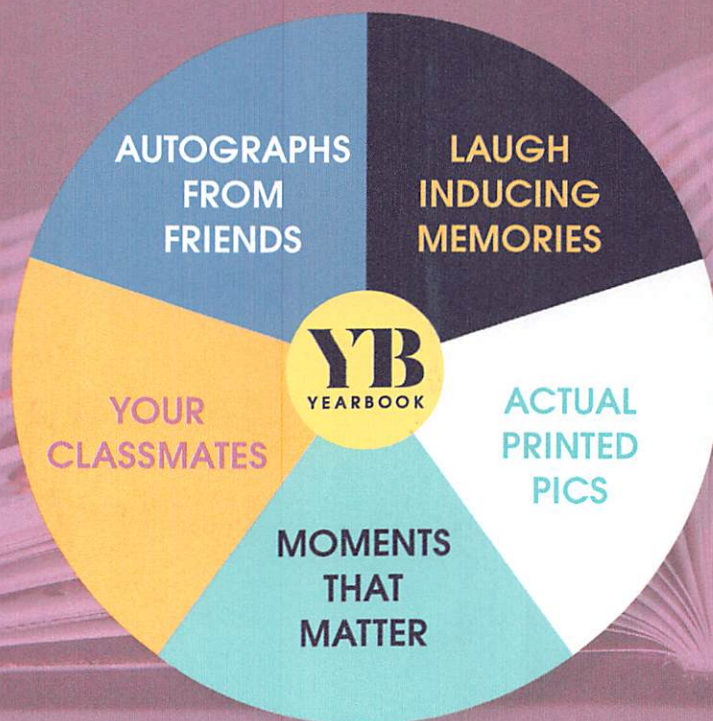 AUTOGRAPHS
FROM
FRIENDS
LAUGH
INDUCING
MEMORIES
YB
YEARBOOK
YOUR
CLASSMATES
ACTUAL
PRINTED
PICS
MOMENTS
THAT
MATTER